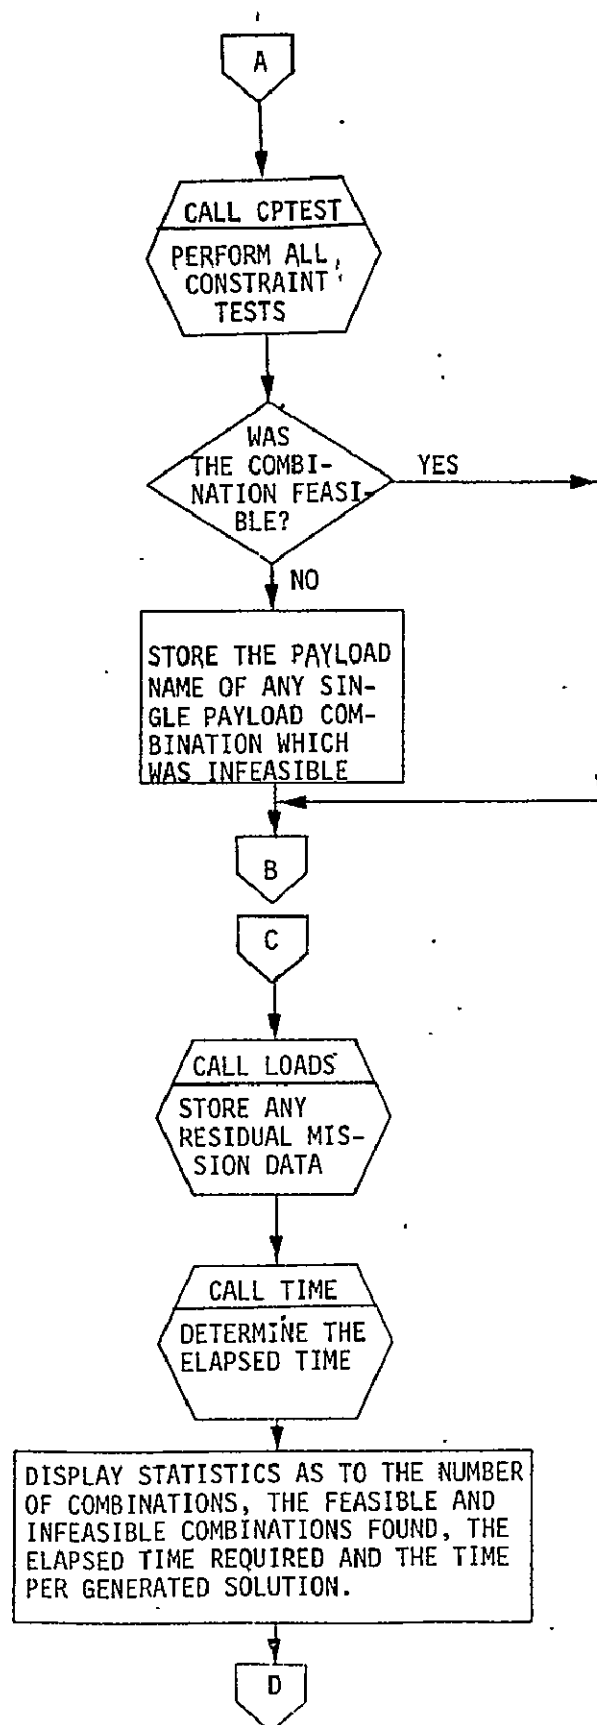 A
CALL CPTEST
PERFORM ALL
CONSTRAINT
TESTS
WAS
THE COMBI-
NATION FEASI-
BLE?
YES
NO
STORE THE PAYLOAD
NAME OF ANY SIN-
GLE PAYLOAD COM-
BINATION WHICH
WAS INFEASIBLE
B
C
CALL LOADS
STORE ANY
RESIDUAL MIS-
SION DATA
CALL TIME
DETERMINE THE
ELAPSED TIME
DISPLAY STATISTICS AS TO THE NUMBER
OF COMBINATIONS, THE FEASIBLE AND
INFEASIBLE COMBINATIONS FOUND, THE
ELAPSED TIME REQUIRED AND THE TIME
PER GENERATED SOLUTION.
D